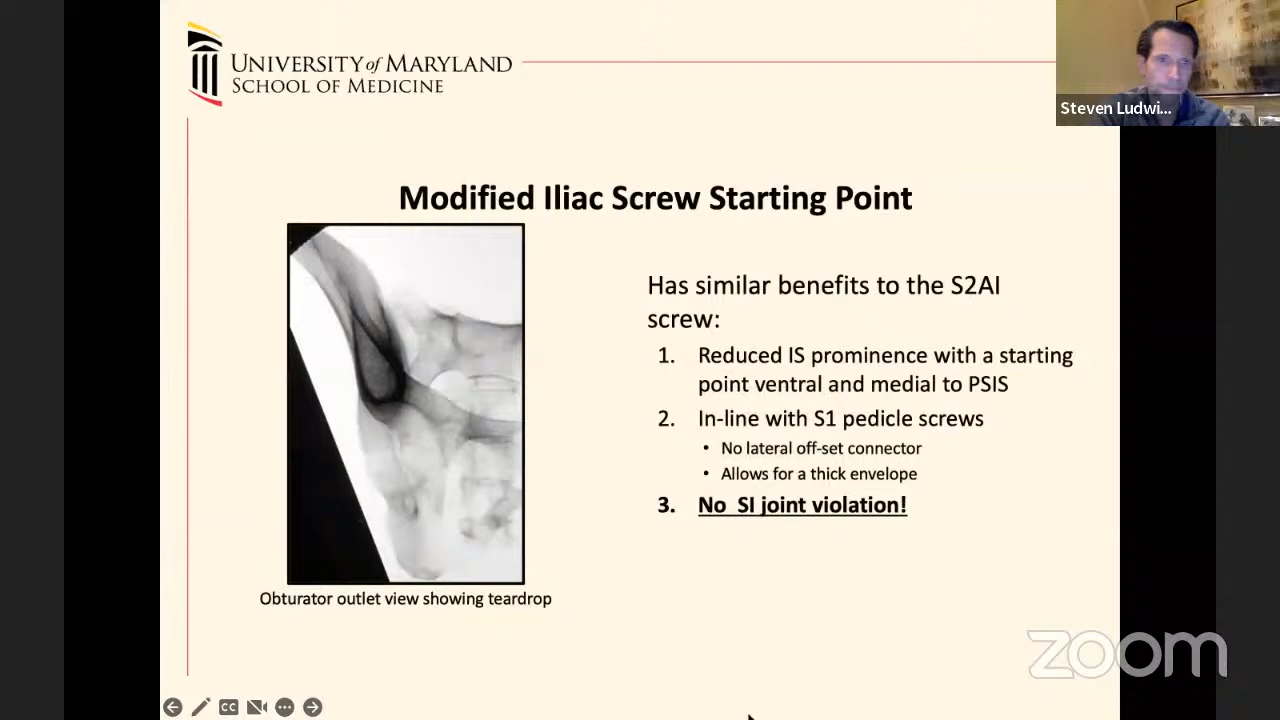 UNIVERSITY of MARYLAND
SCHOOL OF MEDICINE
Steven Ludwi...
Modified Iliac Screw Starting Point
Has similar benefits to the S2AI
screw:
1. Reduced IS prominence with a starting
point ventral and medial to PSIS
2. In-line with S1 pedicle screws
• No lateral off-set connector
• Allows for a thick envelope
3. No SI joint violation!
Obturator outlet view showing teardrop
zoom
CC